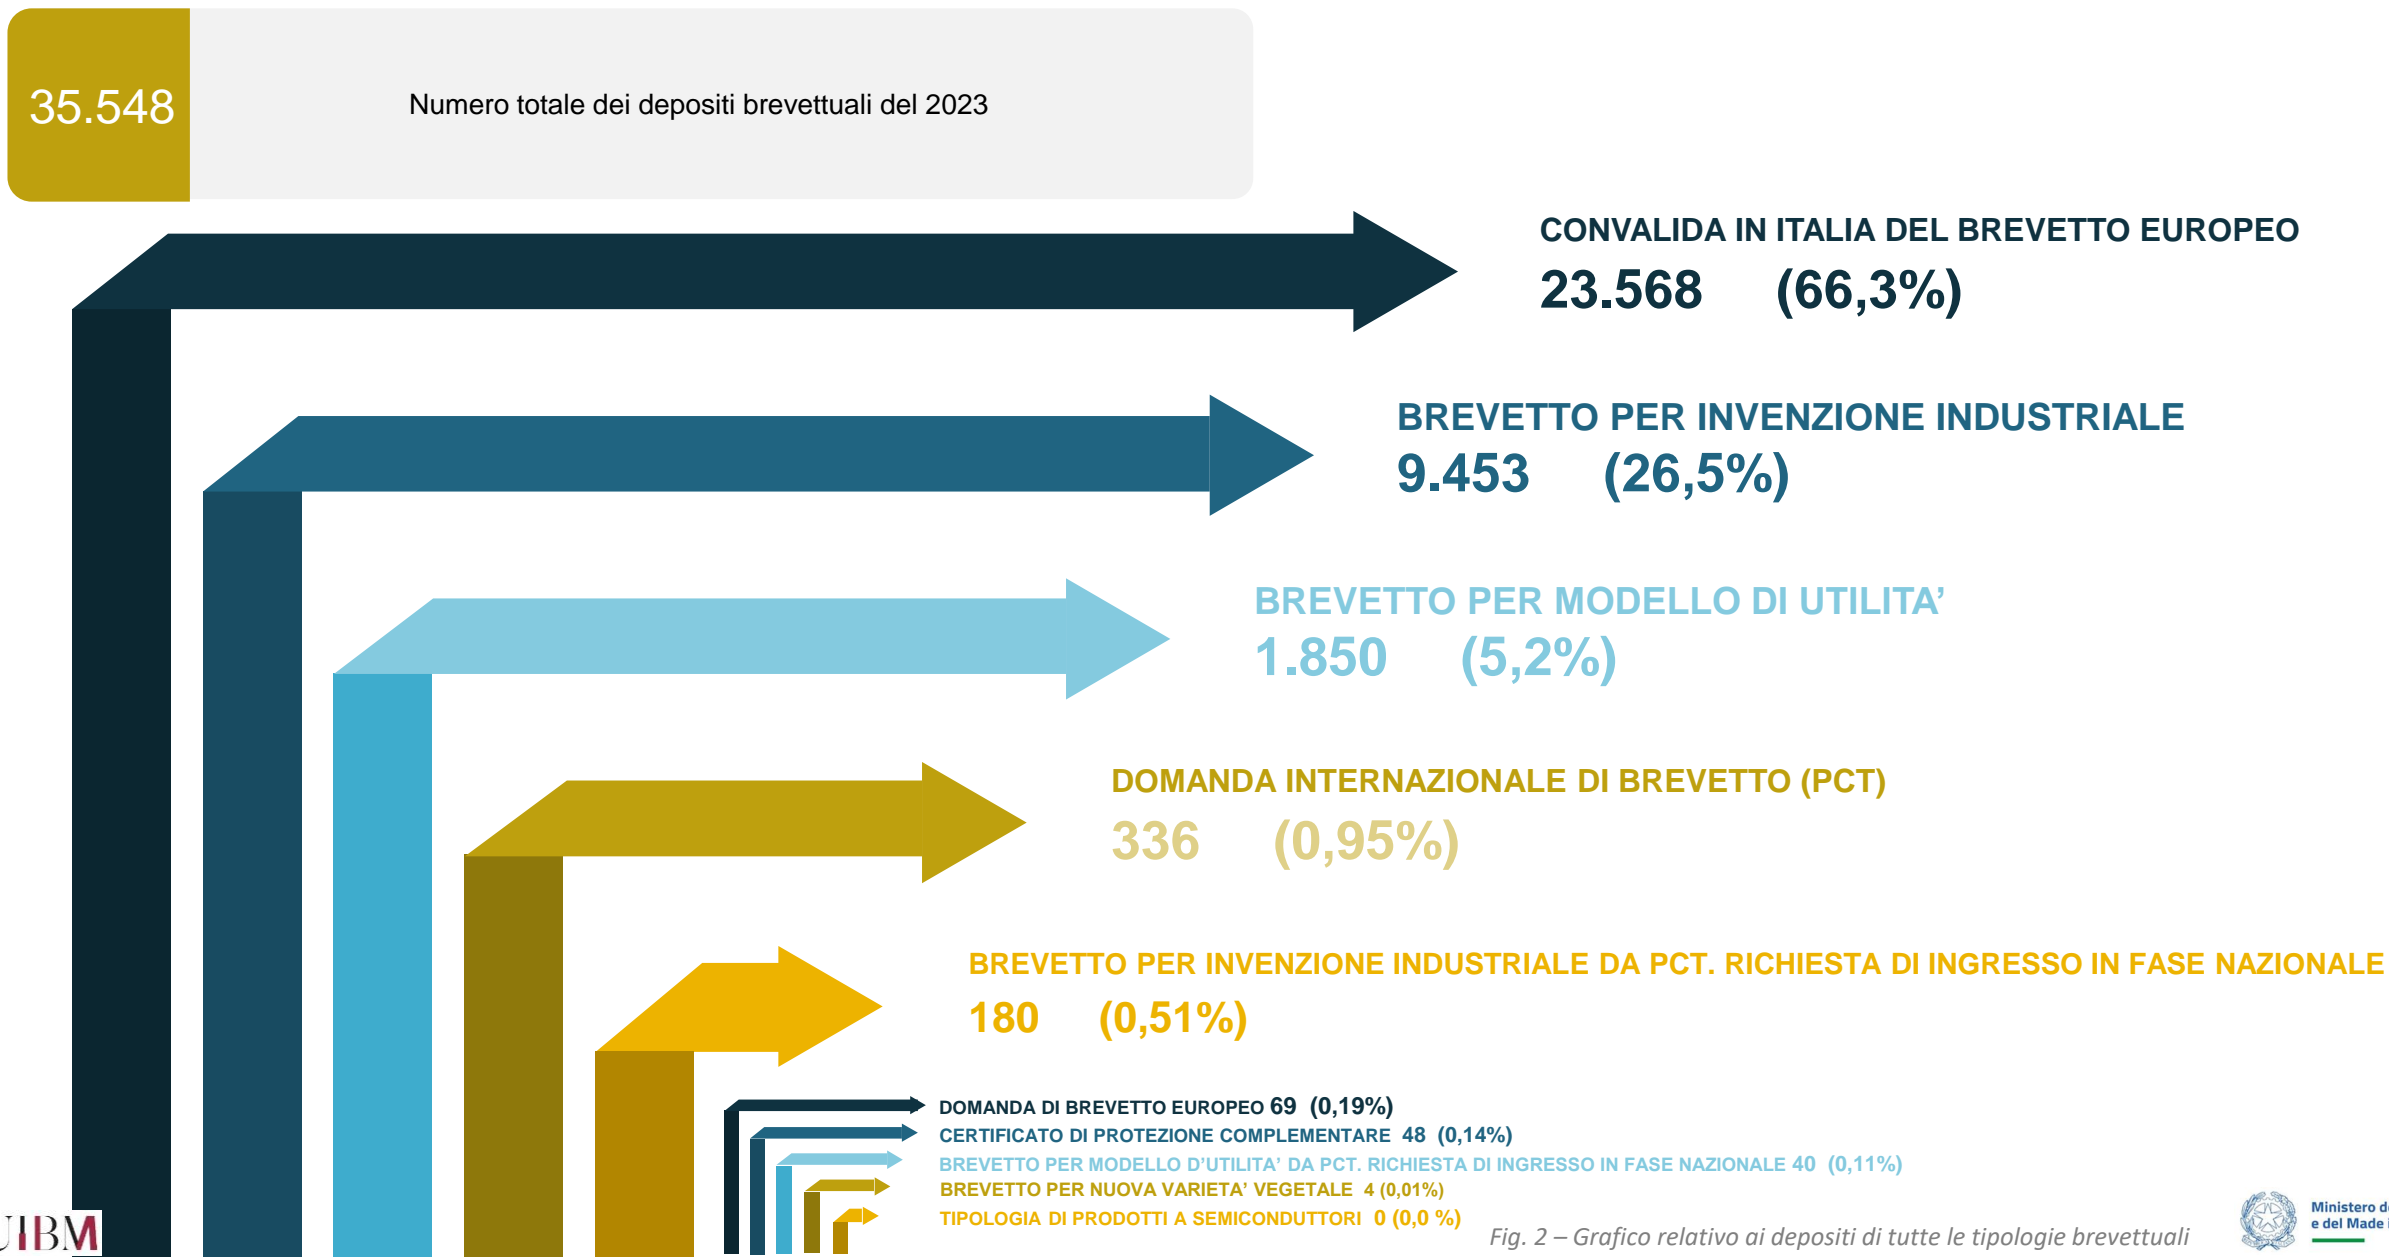 35.548
Numero totale dei depositi brevettuali del 2023
CONVALIDA IN ITALIA DEL BREVETTO EUROPEO
23.568 (66,3%)
BREVETTO PER INVENZIONE INDUSTRIALE
9.453 (26,5%)
BREVETTO PER MODELLO DI UTILITA’
1.850 (5,2%)
DOMANDA INTERNAZIONALE DI BREVETTO (PCT)
336 (0,95%)
BREVETTO PER INVENZIONE INDUSTRIALE DA PCT. RICHIESTA DI INGRESSO IN FASE NAZIONALE
180 (0,51%)
DOMANDA DI BREVETTO EUROPEO 69 (0,19%)
CERTIFICATO DI PROTEZIONE COMPLEMENTARE 48 (0,14%)
BREVETTO PER MODELLO D’UTILITA’ DA PCT. RICHIESTA DI INGRESSO IN FASE NAZIONALE 40 (0,11%)
BREVETTO PER NUOVA VARIETA’ VEGETALE 4 (0,01%)
TIPOLOGIA DI PRODOTTI A SEMICONDUTTORI 0 (0,0 %)
Fig. 2 – Grafico relativo ai depositi di tutte le tipologie brevettuali
UIBM
Ministero
e del Made